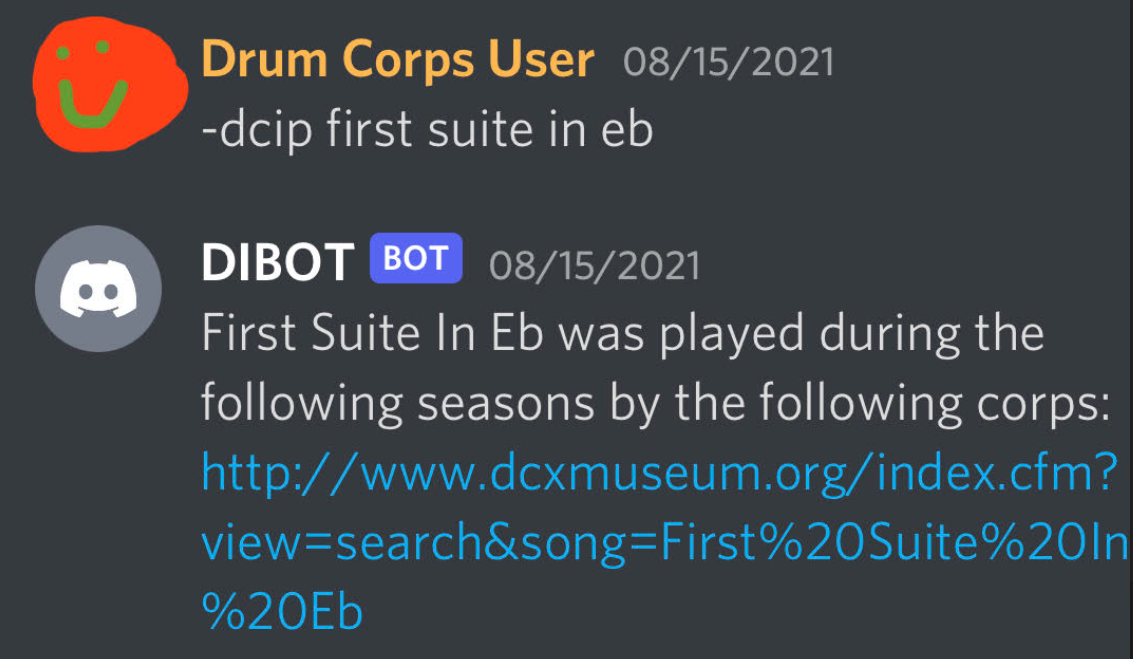 Drum Corps User 08/15/2021
-dcip first suite in eb
DIBOT BOT 08/15/2021
First Suite In Eb was played during the
following seasons by the following corps:
http://www.dcxmuseum.org/index.cfm?
view=search&song=First%20Suite%20In
%20Eb